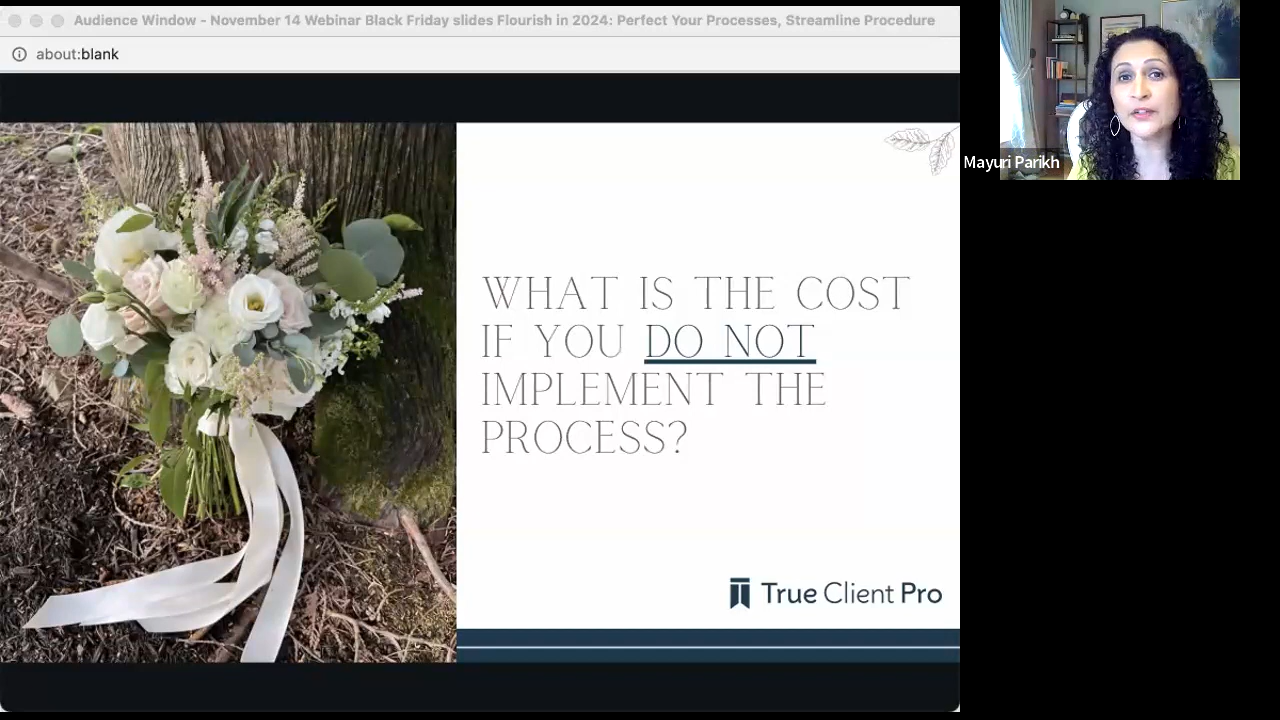 Audience Window - November 14 Webinar Black Friday slides Flourish in 2024: Perfect Your Processes, Streamline Procedure
about:blank
WHAT IS THE COST
IF YOU DO NOT
IMPLEMENT THE
PROCESS?
True Client Pro
Mayuri Parikh